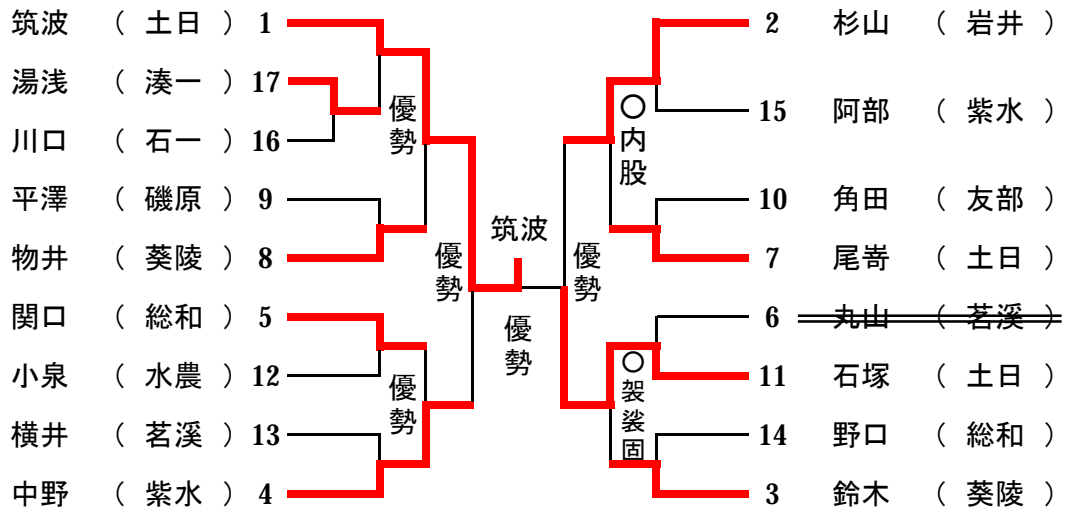 筑波 （ 土日 ） 1
湯浅 （ 湊一 ） 17
川口 （ 石一 ） 16
平澤 （ 磯原 ） 9
物井 （ 葵陵 ） 8
関口 （ 総和 ） 5
小泉 （ 水農 ） 12
横井 （ 茗溪 ） 13
中野 （ 紫水 ） 4
優勢
優勢
優勢
筑波
優勢
優勢
〇内股
〇袈裟固
2 杉山 （ 岩井 ）
15 阿部 （ 紫水 ）
10 角田 （ 友部 ）
7 尾嵜 （ 土日 ）
6 丸山 （ 茗溪 ）
11 石塚 （ 土日 ）
14 野口 （ 総和 ）
3 鈴木 （ 葵陵 ）